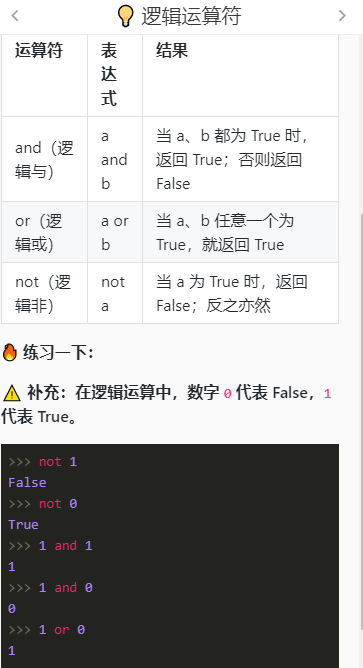 逻辑运算符
运算符
表
达
式
结果
and（逻
辑与）
a
and
b
当 a、b 都为 True 时，
返回 True；否则返回
False
or（逻
辑或）
a or
b
当 a、b 任意一个为
True，就返回 True
not（逻
辑非）
not
a
当 a 为 True 时，返回
False；反之亦然
练习一下：
补充：在逻辑运算中，数字 0 代表 False，1
代表 True。
>>> not 1
False
>>> not 0
True
>>> 1 and 1
1
>>> 1 and 0
0
>>> 1 or 0
1